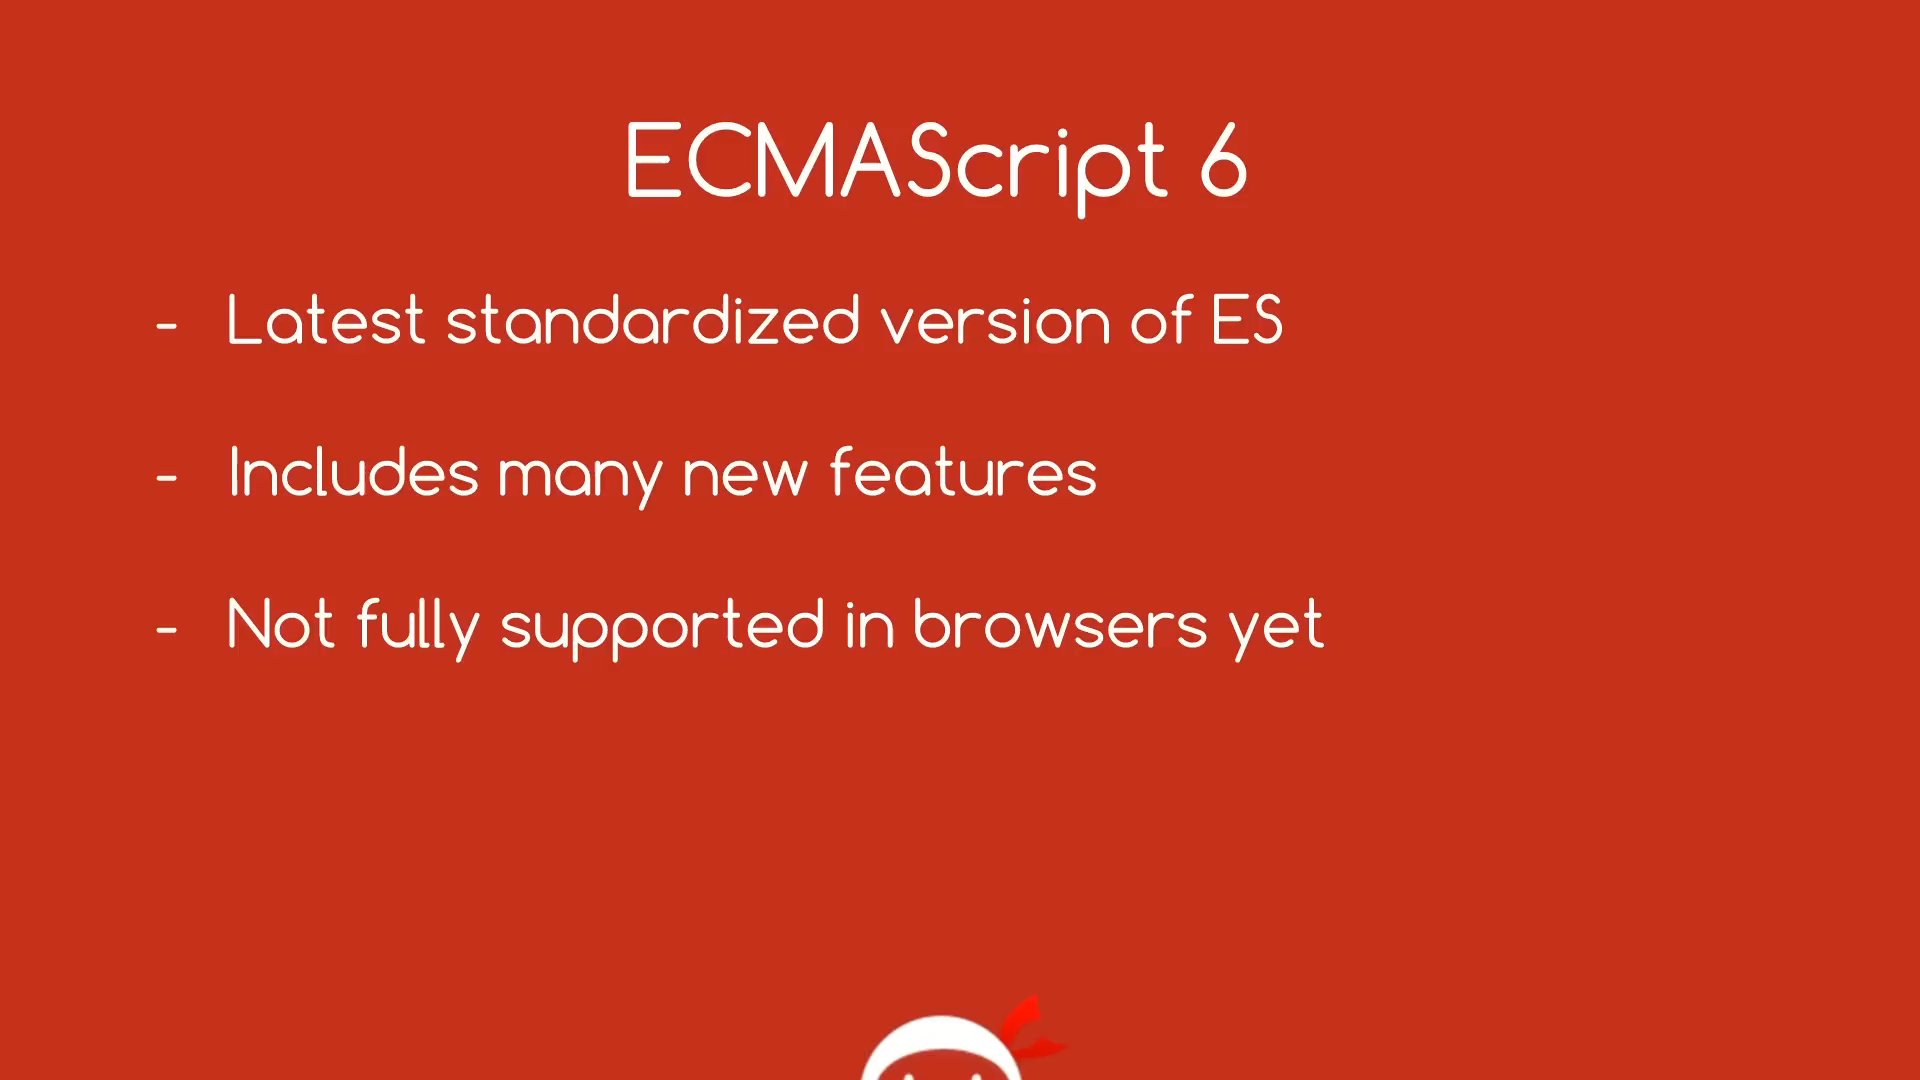 ECMAScript 6
- Latest standardized version of ES
- Includes many new features
- Not fully supported in browsers yet